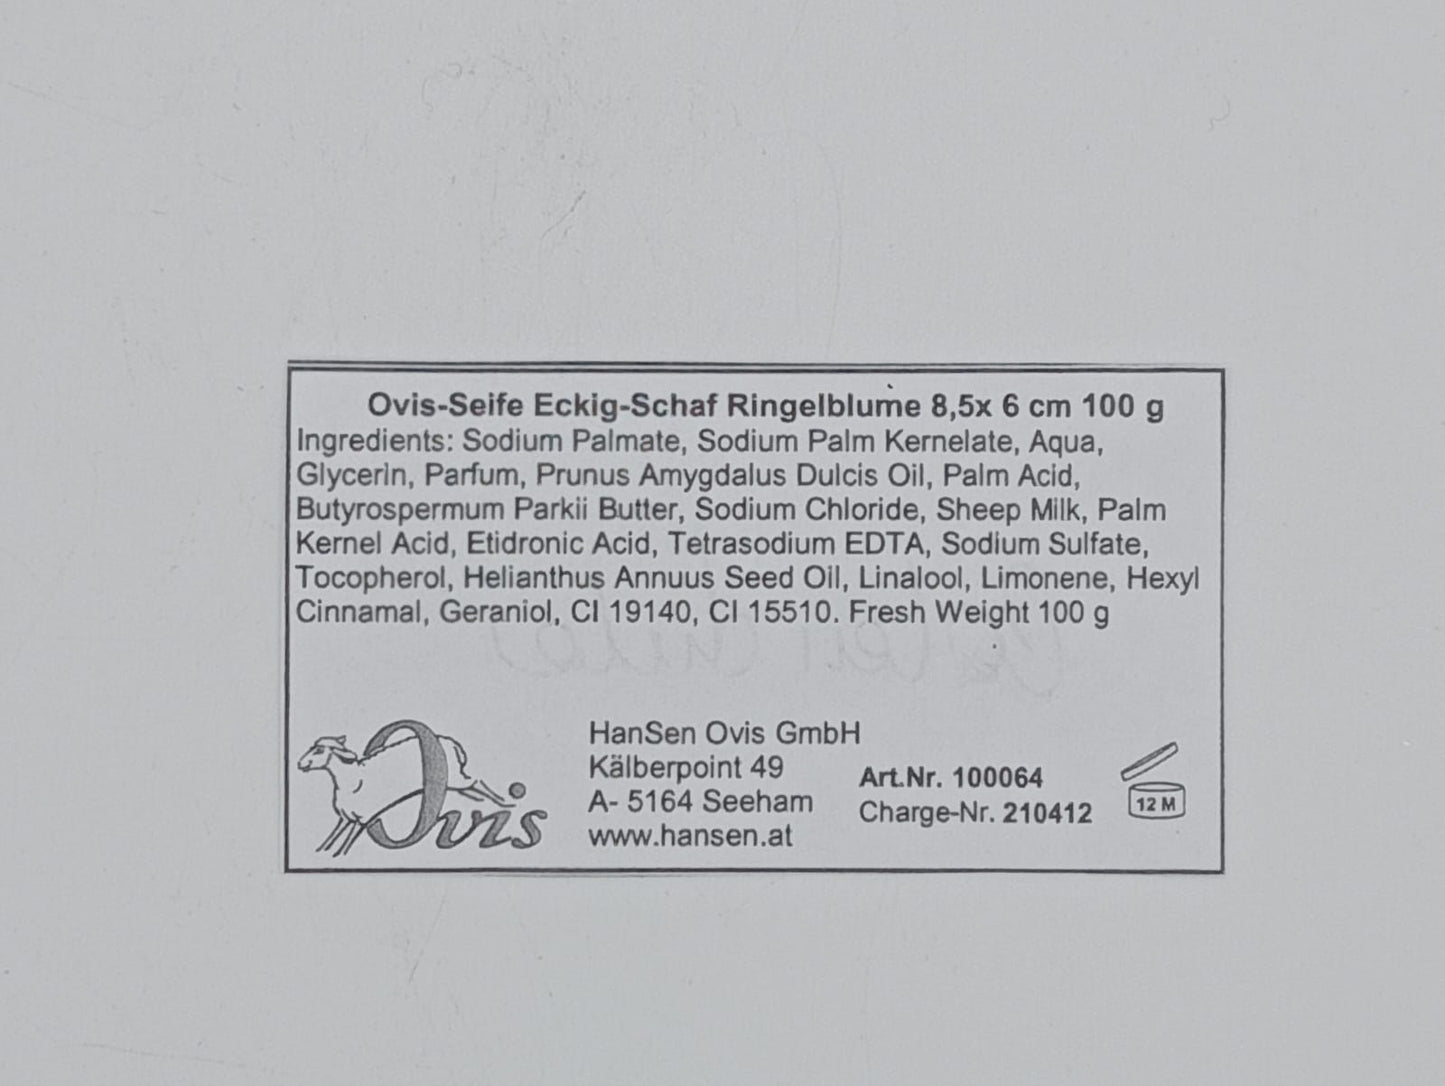 Ovis-Seife Eckig-Schaf Ringelblume 8,5x 6 cm 100 g
Ingredients: Sodium Palmate, Sodium Palm Kernelate, Aqua,
Glycerin, Parfum, Prunus Amygdalus Dulcis Oil, Palm Acid,
Butyrospermum Parkii Butter, Sodium Chloride, Sheep Milk, Palm
Kernel Acid, Etidronic Acid, Tetrasodium EDTA, Sodium Sulfate,
Tocopherol, Helianthus Annuus Seed Oil, Linalool, Limonene, Hexyl
Cinnamal, Geraniol, CI 19140, CI 15510. Fresh Weight 100 g
Ovis
HanSen Ovis GmbH
Kälberpoint 49
A- 5164 Seeham
www.hansen.at
Art.Nr. 100064
Charge-Nr. 210412
12 M